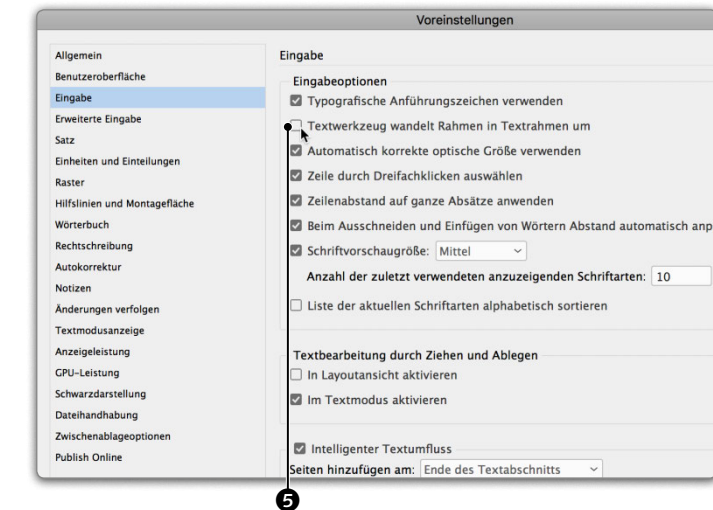 Voreinstellungen
Allgemein
Benutzeroberfläche
Eingabe
Erweiterte Eingabe
Satz
Einheiten und Einteilungen
Raster
Hilfslinien und Montagefläche
Wörterbuch
Rechtschreibung
Autokorrektur
Notizen
Änderungen verfolgen
Textmodusanzeige
Anzeigeleistung
GPU-Leistung
Schwarzdarstellung
Dateihandhabung
Zwischenablageoptionen
Publish Online
Eingabe
Eingabeoptionen
Typografische Anführungszeichen verwenden
Textwerkzeug wandelt Rahmen in Textrahmen um
Automatisch korrekte optische Größe verwenden
Zeile durch Dreifachklicken auswählen
Zeilenabstand auf ganze Absätze anwenden
Beim Ausschneiden und Einfügen von Wörtern Abstand automatisch anp
Schriftvorschaugröße: Mittel
Anzahl der zuletzt verwendeten anzuzeigenden Schriftarten: 10
Liste der aktuellen Schriftarten alphabetisch sortieren
Textbearbeitung durch Ziehen und Ablegen
In Layoutansicht aktivieren
Im Textmodus aktivieren
Intelligenter Textumfluss
Seiten hinzufügen am: Ende des Textabschnitts
❺